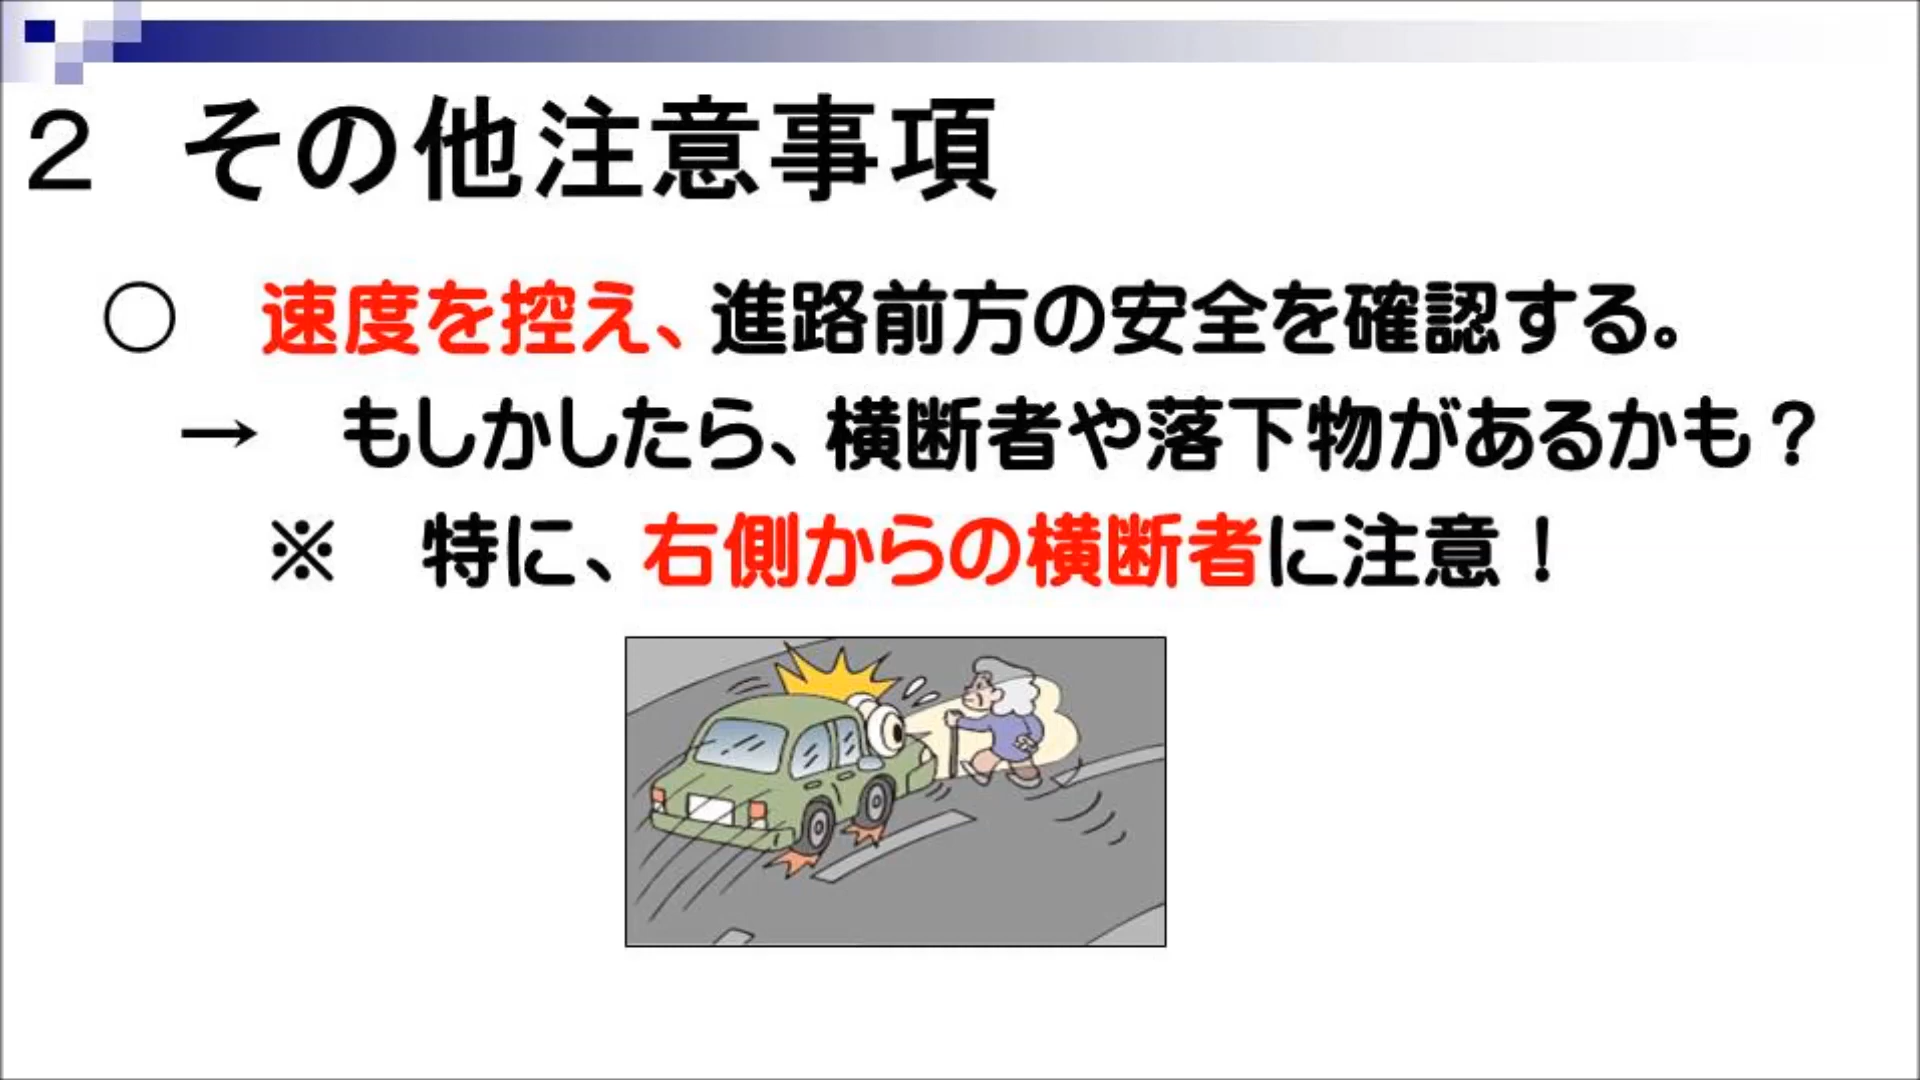 ２　その他注意事項
○　速度を控え、進路前方の安全を確認する。
→　もしかしたら、横断者や落下物があるかも？
※　特に、右側からの横断者に注意！